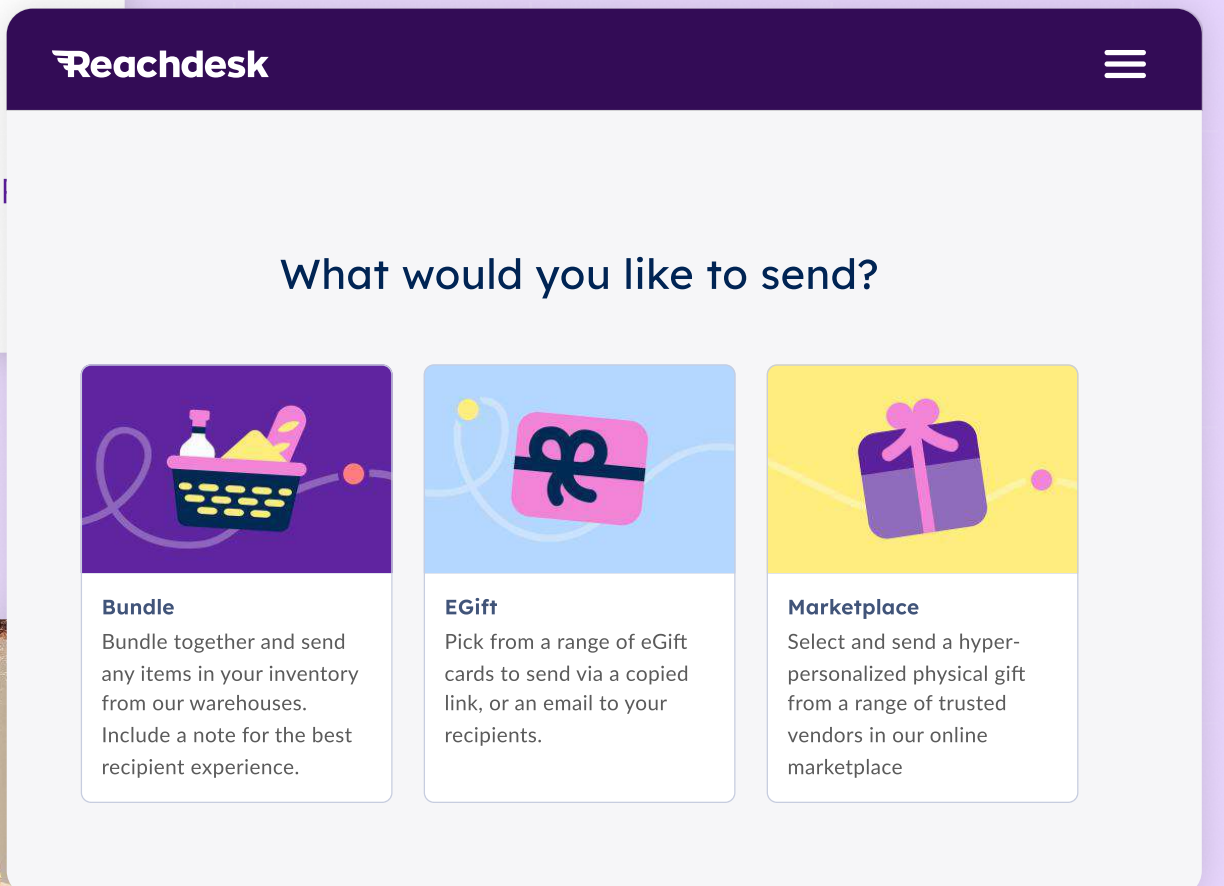 Reachdesk
What would you like to send?
Bundle
Bundle together and send
any items in your inventory
from our warehouses.
Include a note for the best
recipient experience.
EGift
Pick from a range of eGift
cards to send via a copied
link, or an email to your
recipients.
Marketplace
Select and send a hyper-
personalized physical gift
from a range of trusted
vendors in our online
marketplace